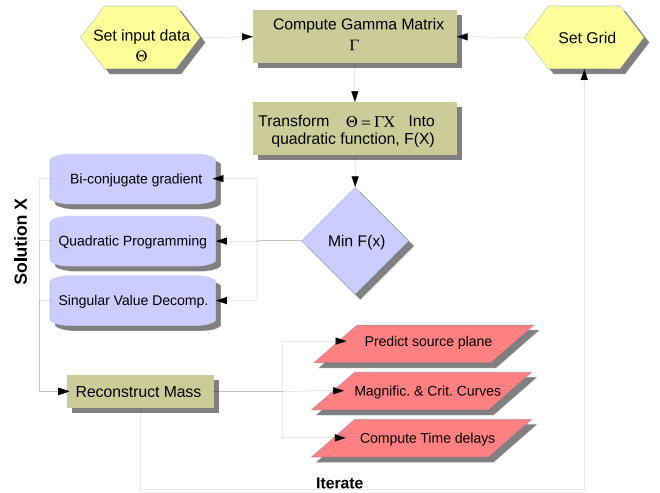 Set input data
Θ
Compute Gamma Matrix
Γ
Set Grid
Transform Θ = ΓX Into
quadratic function, F(X)
Min F(x)
Bi-conjugate gradient
Quadratic Programming
Singular Value Decomp.
Solution X
Reconstruct Mass
Predict source plane
Magnific. & Crit. Curves
Compute Time delays
Iterate